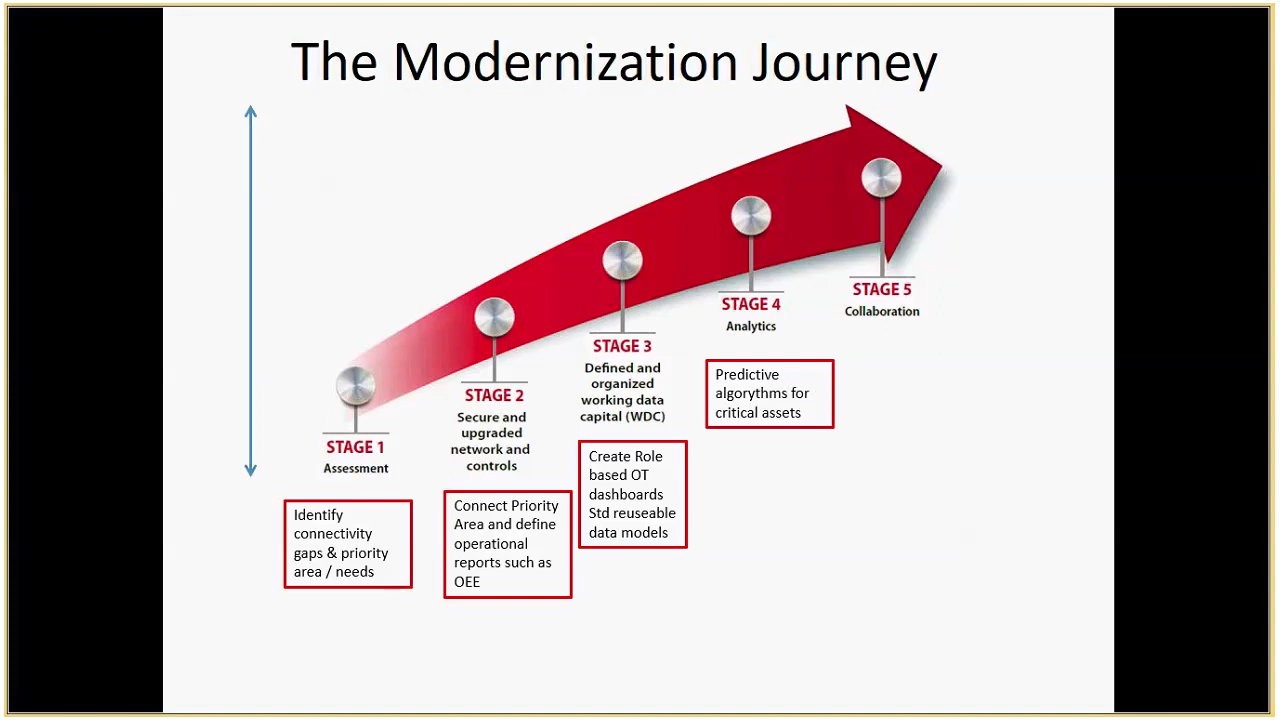 The Modernization Journey
STAGE 1
Assessment
Identify
connectivity
gaps & priority
area / needs
STAGE 2
Secure and
upgraded
network and
controls
Connect Priority
Area and define
operational
reports such as
OEE
STAGE 3
Defined and
organized
working data
capital (WDC)
Create Role
based OT
dashboards
Std reuseable
data models
STAGE 4
Analytics
Predictive
algorythms for
critical assets
STAGE 5
Collaboration